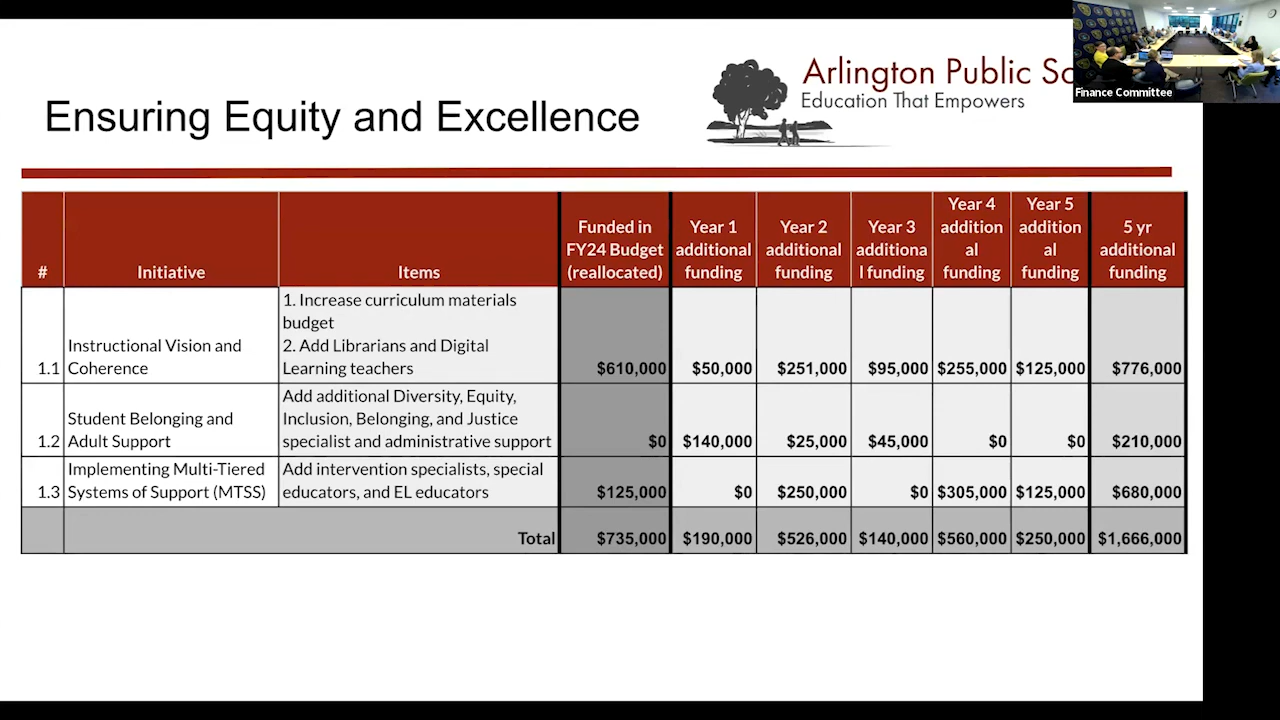 Ensuring Equity and Excellence
Arlington Public Sc
Education That Empowers
Finance Committee
#
Initiative
Items
Funded in
FY24 Budget
(reallocated)
Year 1
additional
funding
Year 2
additional
funding
Year 3
additiona
l funding
Year 4
addition
al
funding
Year 5
addition
al
funding
5 yr
additional
funding
1.1
Instructional Vision and
Coherence
1. Increase curriculum materials
budget
2. Add Librarians and Digital
Learning teachers
$610,000
$50,000
$251,000
$95,000
$255,000
$125,000
$776,000
1.2
Student Belonging and
Adult Support
Add additional Diversity, Equity,
Inclusion, Belonging, and Justice
specialist and administrative support
$0
$140,000
$25,000
$45,000
$0
$0
$210,000
1.3
Implementing Multi-Tiered
Systems of Support (MTSS)
Add intervention specialists, special
educators, and EL educators
$125,000
$0
$250,000
$0
$305,000
$125,000
$680,000
Total
$735,000
$190,000
$526,000
$140,000
$560,000
$250,000
$1,666,000